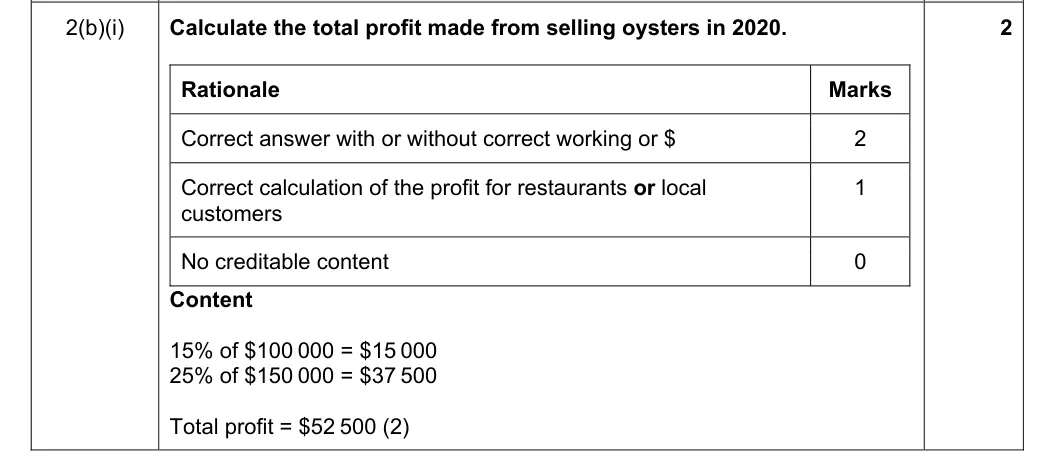 2(b)(i) Calculate the total profit made from selling oysters in 2020. 2
Rationale Marks
Correct answer with or without correct working or $ 2
Correct calculation of the profit for restaurants or local 1
customers
No creditable content 0
Content
15% of $100 000 = $15 000
25% of $150 000 = $37 500
Total profit = $52 500 (2)